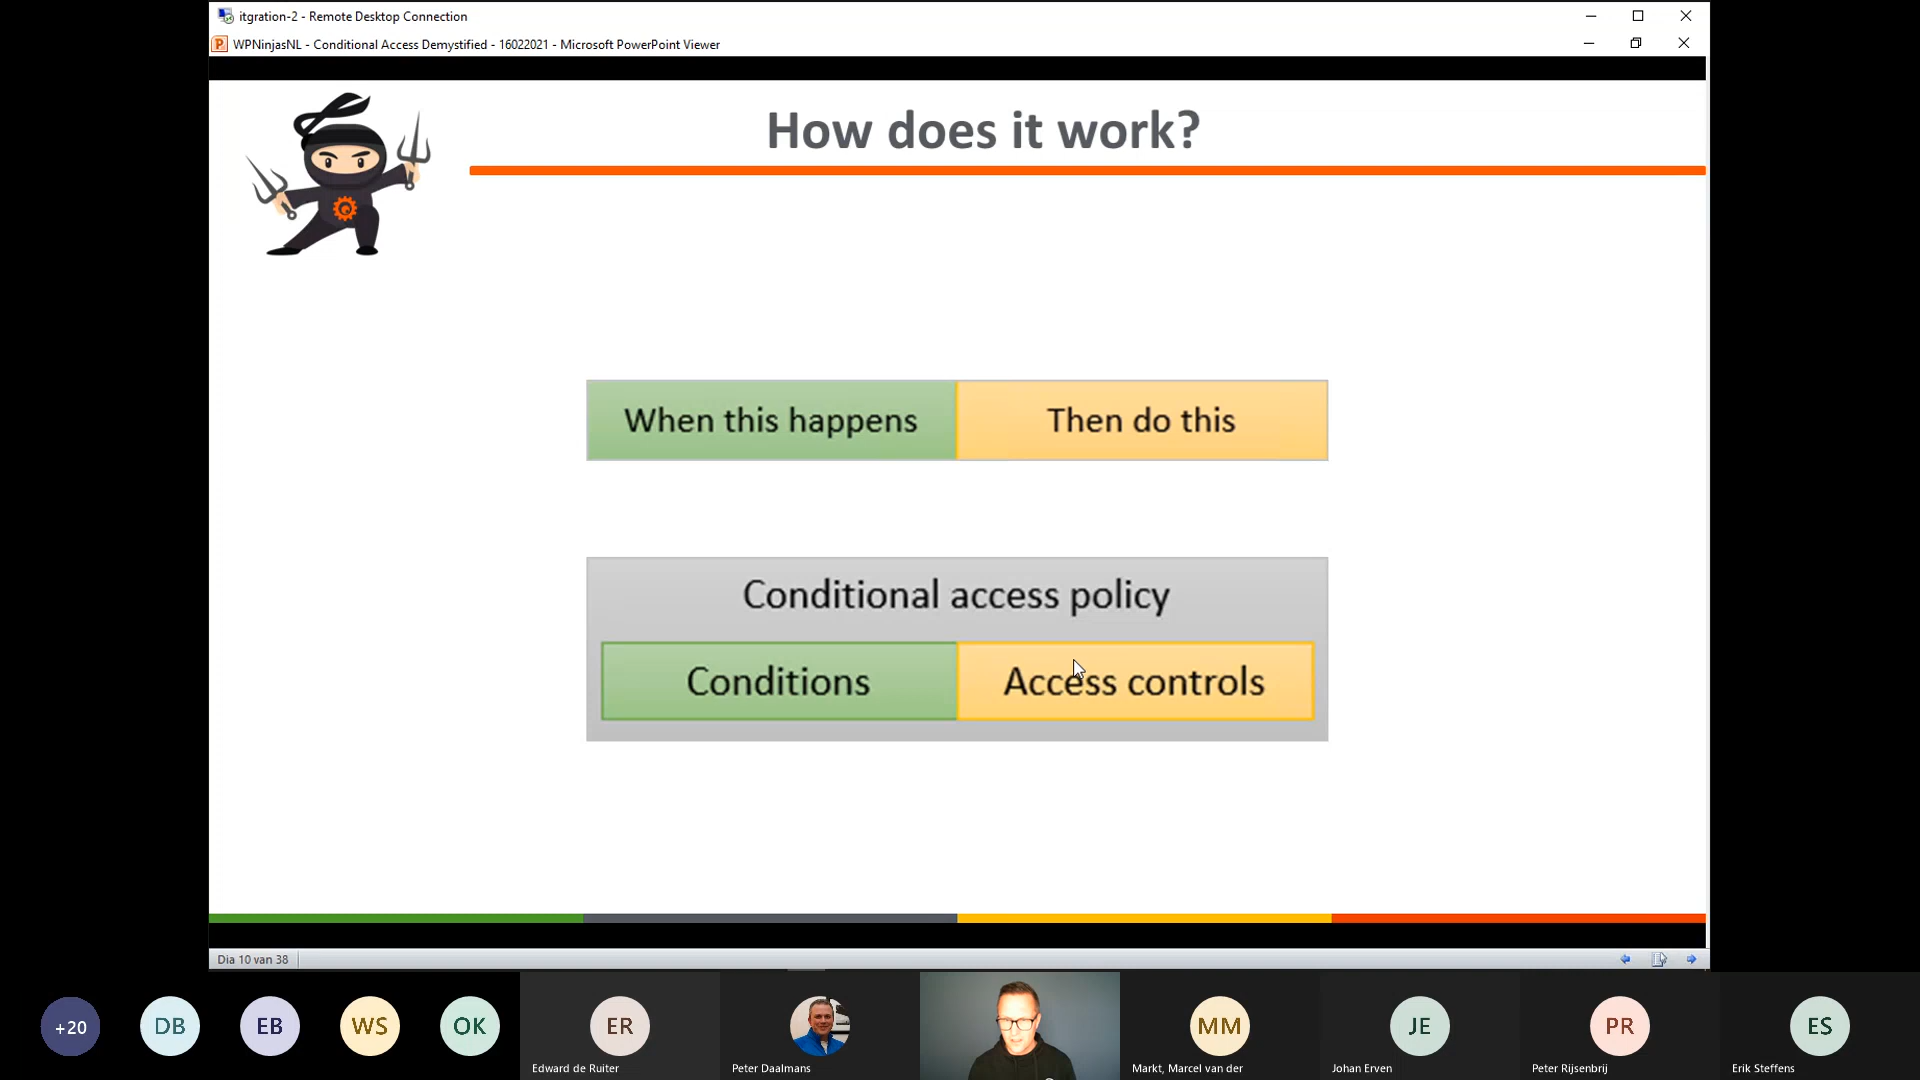 itgration-2 - Remote Desktop Connection
WPNinjasNL - Conditional Access Demystified - 16022021 - Microsoft PowerPoint Viewer
How does it work?
When this happens
Then do this
Conditional access policy
Conditions
Access controls
Dia 10 van 38
+20
DB
EB
WS
OK
ER
MM
JE
PR
ES
Edward de Ruiter
Peter Daalmans
Markt, Marcel van der
Johan Erven
Peter Rijsenbrij
Erik Steffens